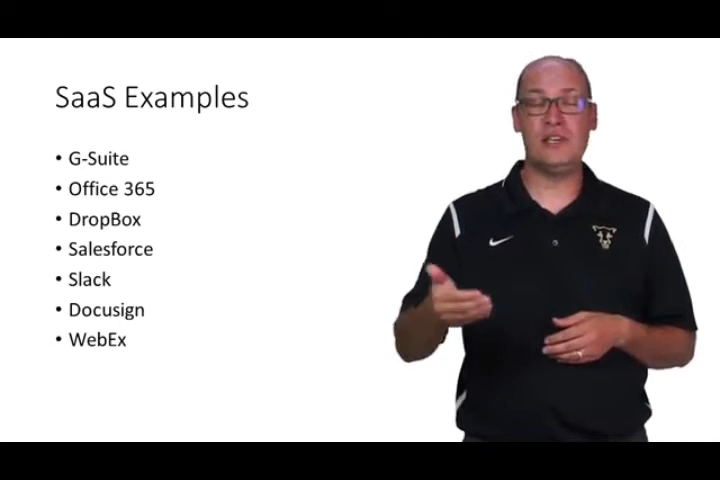 SaaS Examples
• G-Suite
• Office 365
• DropBox
• Salesforce
• Slack
• Docusign
• WebEx